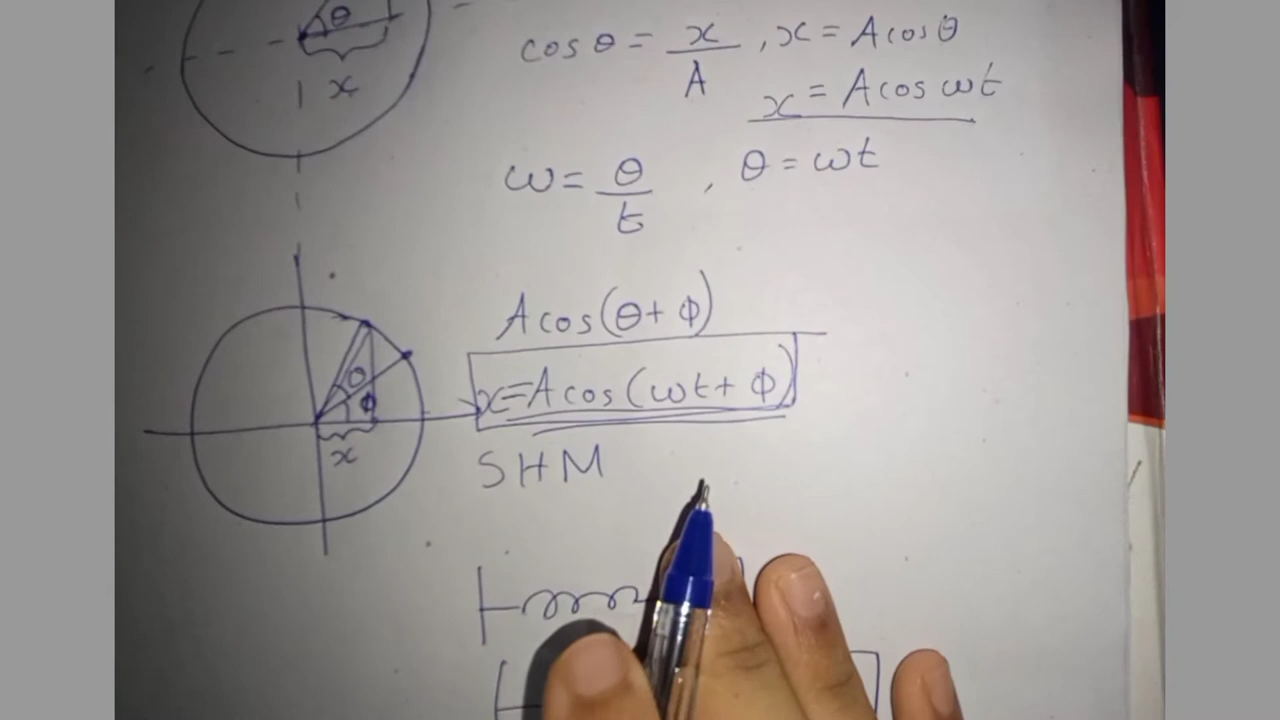 θ
x
cos θ = x/A , x = A cos θ
x = A cos ωt
ω = θ/t , θ = ωt
A cos(θ + ϕ)
x = A cos(ωt + ϕ)
θ
ϕ
x
SHM